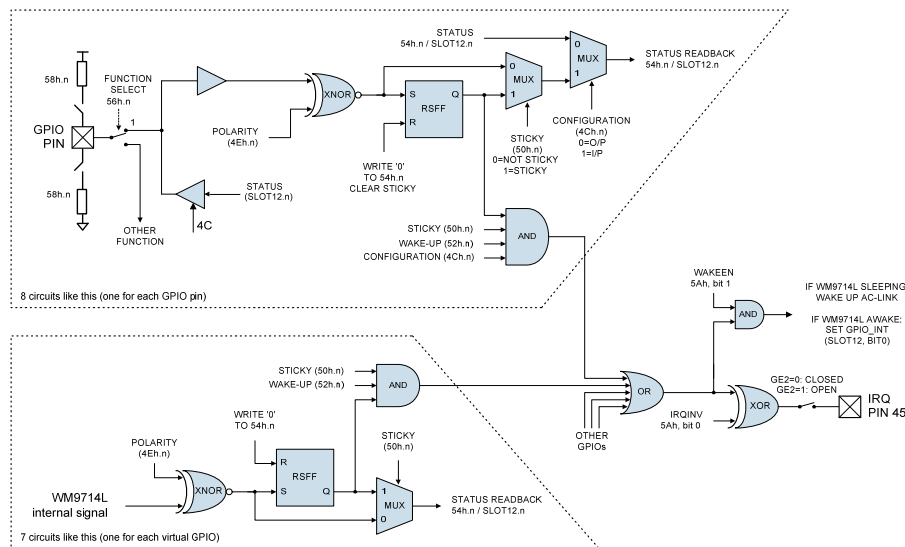 58h.n
FUNCTION
SELECT
56h.n
1
GPIO
PIN
58h.n
OTHER
FUNCTION
STATUS
(SLOT12.n)
4C
POLARITY
(4Eh.n)
XNOR
S
Q
RSFF
R
WRITE '0'
TO 54h.n
CLEAR STICKY
STATUS
54h.n / SLOT12.n
0
MUX
1
0
MUX
1
STATUS READBACK
54h.n / SLOT12.n
STICKY
(50h.n)
0=NOT STICKY
1=STICKY
CONFIGURATION
(4Ch.n)
0=O/P
1=I/P
STICKY (50h.n)
WAKE-UP (52h.n)
CONFIGURATION (4Ch.n)
AND
8 circuits like this (one for each GPIO pin)
WAKEEN
5Ah, bit 1
AND
IF WM9714L SLEEPING
WAKE UP AC-LINK
IF WM9714L AWAKE:
SET GPIO_INT
(SLOT12, BIT0)
STICKY (50h.n)
WAKE-UP (52h.n)
AND
OR
OTHER
GPIOs
IRQINV
5Ah, bit 0
XOR
GE2=0: CLOSED
GE2=1: OPEN
IRQ
PIN 45
WRITE '0'
TO 54h.n
POLARITY
(4Eh.n)
XNOR
WM9714L
internal signal
R
RSFF
S
Q
STICKY
(50h.n)
1
MUX
0
STATUS READBACK
54h.n / SLOT12.n
7 circuits like this (one for each virtual GPIO)